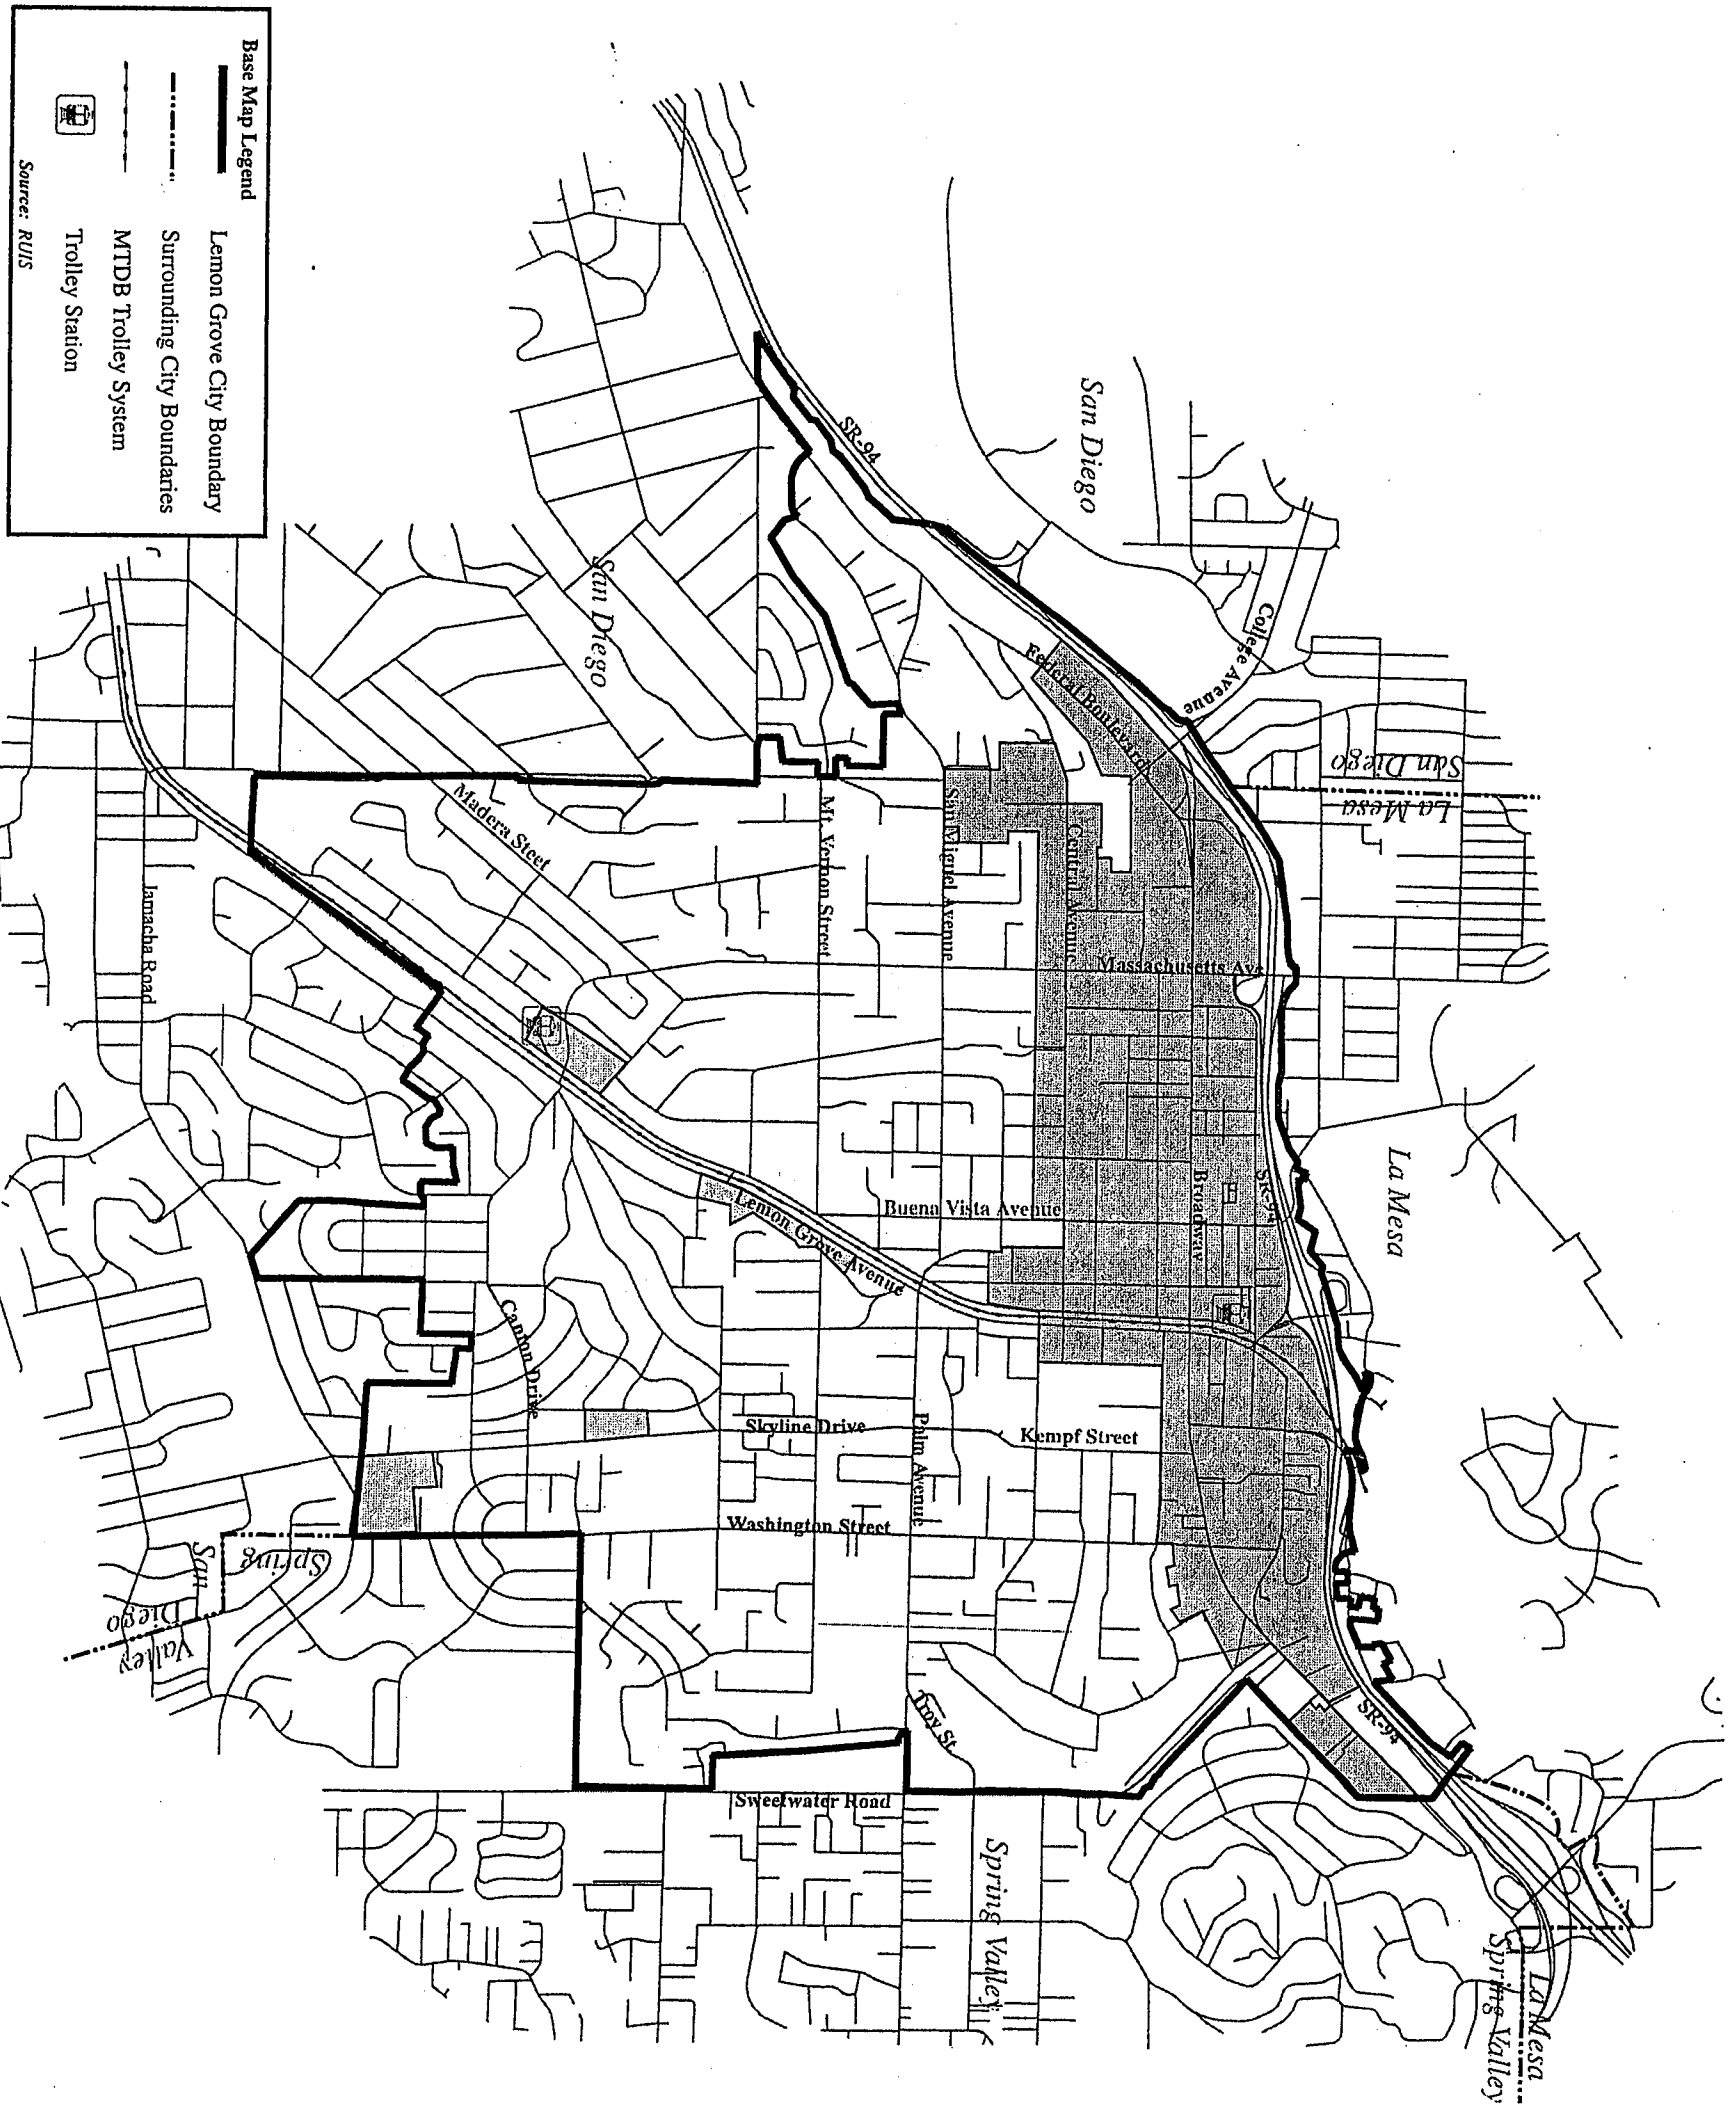 Base Map Legend
Lemon Grove City Boundary
Surrounding City Boundaries
MTDB Trolley System
Trolley Station
Source: RUIS
San Diego
SR-94
College Avenue
San Diego
La Mesa
Federal Boulevard
San Diego
Madera Steet
Mt. Vernon Street
San Miguel Avenue
Central Avenue
Massachusetts Ave
Jamacha Road
La Mesa
SR-94
Broadway
Buena Vista Avenue
Lemon Grove Avenue
Canton Drive
Skyline Drive
Palm Avenue
Kempf Street
Washington Street
San Diego
Spring Valley
Troy St
SR-94
Sweetwater Road
Spring Valley
La Mesa
Spring Valley